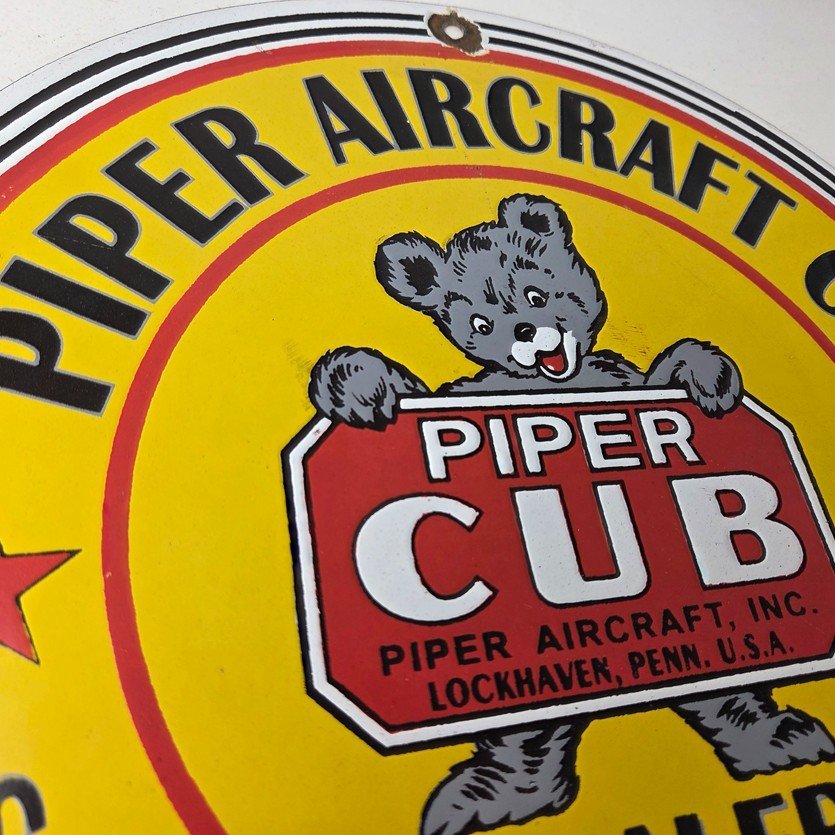 PIPER AIRCRAFT
PIPER
CUB
PIPER AIRCRAFT, INC.
LOCKHAVEN, PENN. U.S.A.